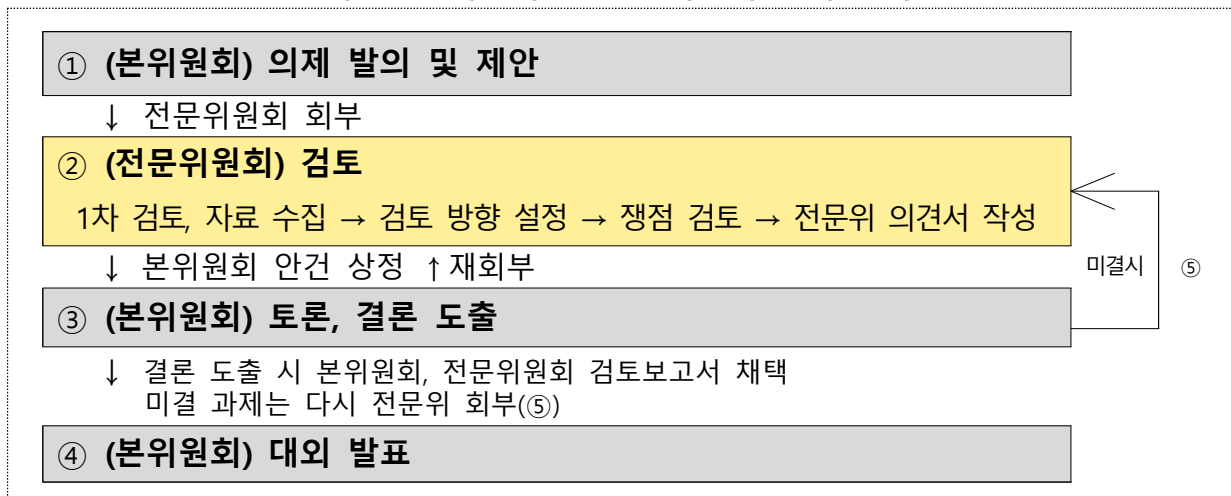 ① (본위원회) 의제 발의 및 제안
↓ 전문위원회 회부
② (전문위원회) 검토
1차 검토, 자료 수집 → 검토 방향 설정 → 쟁점 검토 → 전문위 의견서 작성
↓ 본위원회 안건 상정 ↑재회부
미결시 ⑤
③ (본위원회) 토론, 결론 도출
↓ 결론 도출 시 본위원회, 전문위원회 검토보고서 채택
미결 과제는 다시 전문위 회부(⑤)
④ (본위원회) 대외 발표